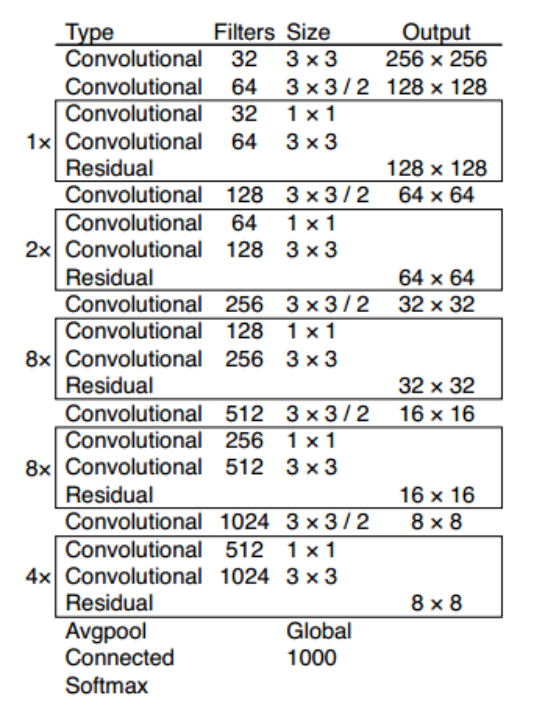 Type Filters Size Output
Convolutional 32 3 × 3 256 × 256
Convolutional 64 3 × 3 / 2 128 × 128
Convolutional 32 1 × 1
1× Convolutional 64 3 × 3
Residual 128 × 128
Convolutional 128 3 × 3 / 2 64 × 64
Convolutional 64 1 × 1
2× Convolutional 128 3 × 3
Residual 64 × 64
Convolutional 256 3 × 3 / 2 32 × 32
Convolutional 128 1 × 1
8× Convolutional 256 3 × 3
Residual 32 × 32
Convolutional 512 3 × 3 / 2 16 × 16
Convolutional 256 1 × 1
8× Convolutional 512 3 × 3
Residual 16 × 16
Convolutional 1024 3 × 3 / 2 8 × 8
Convolutional 512 1 × 1
4× Convolutional 1024 3 × 3
Residual 8 × 8
Avgpool Global
Connected 1000
Softmax